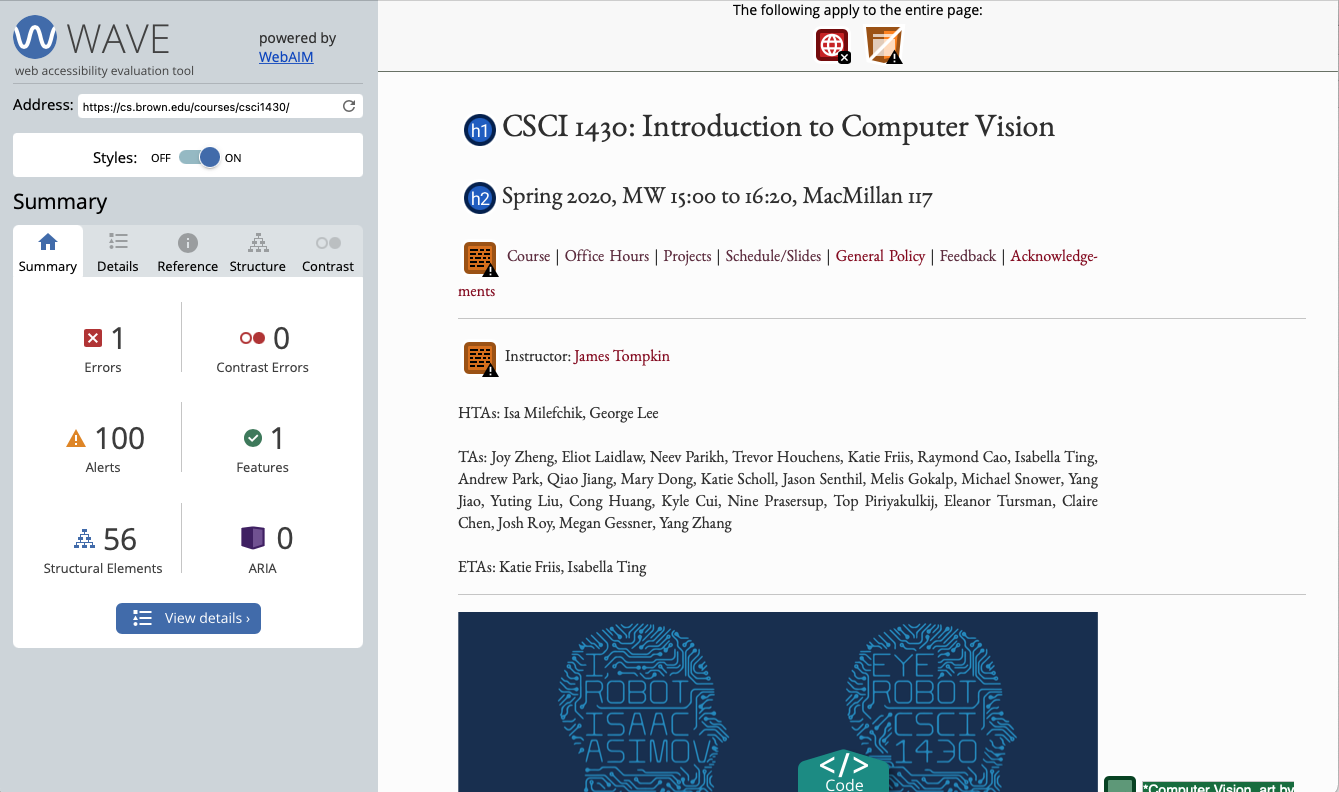 WAVE
web accessibility evaluation tool
powered by
WebAIM
Address: https://cs.brown.edu/courses/csci1430/
Styles: OFF ON
Summary
Summary Details Reference Structure Contrast
1 0
Errors Contrast Errors
100 1
Alerts Features
56 0
Structural Elements ARIA
View details ›
The following apply to the entire page:
h1 CSCI 1430: Introduction to Computer Vision
h2 Spring 2020, MW 15:00 to 16:20, MacMillan 117
Course | Office Hours | Projects | Schedule/Slides | General Policy | Feedback | Acknowledge-
ments
Instructor: James Tompkin
HTAs: Isa Milefchik, George Lee
TAs: Joy Zheng, Eliot Laidlaw, Neev Parikh, Trevor Houchens, Katie Friis, Raymond Cao, Isabella Ting,
Andrew Park, Qiao Jiang, Mary Dong, Katie Scholl, Jason Senthil, Melis Gokalp, Michael Snower, Yang
Jiao, Yuting Liu, Cong Huang, Kyle Cui, Nine Prasersup, Top Piriyakulkij, Eleanor Tursman, Claire
Chen, Josh Roy, Megan Gessner, Yang Zhang
ETAs: Katie Friis, Isabella Ting
I
ROBOT
ISAAC
ASIMOV
EYE
ROBOT
CSCI
1430
</>
Code
*Computer Vision, art by